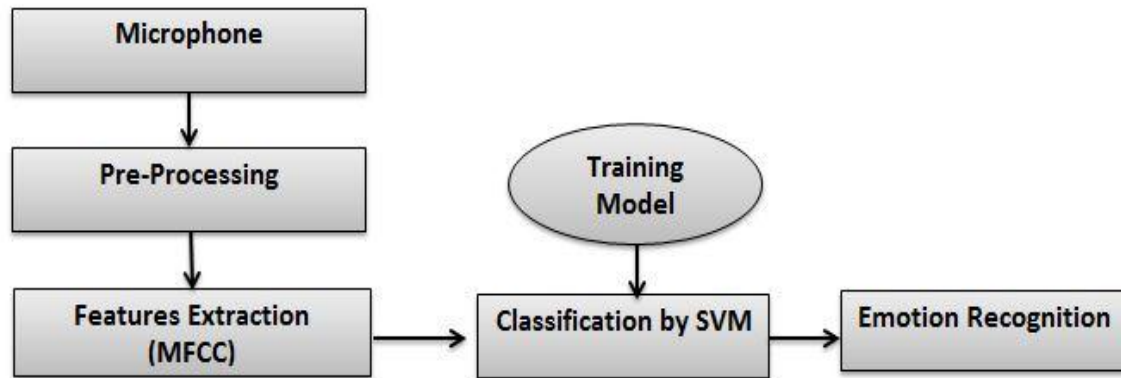 Microphone
Pre-Processing
Training
Model
Features Extraction
(MFCC)
Classification by SVM
Emotion Recognition